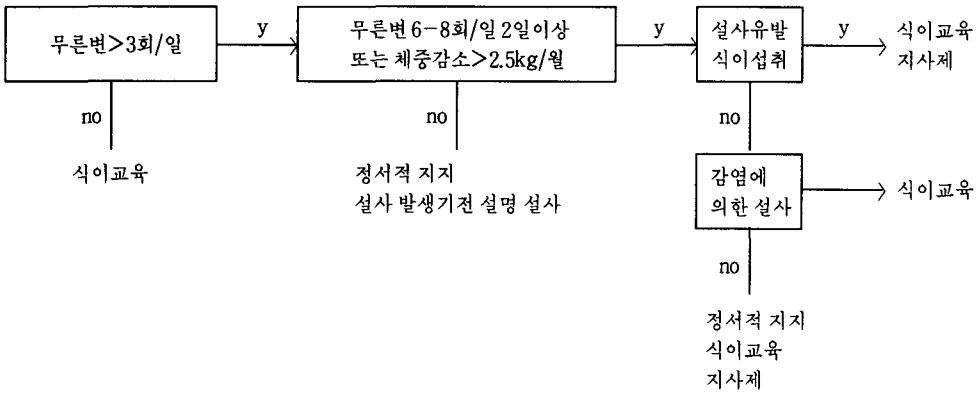 무른변>3회/일
y
무른변 6-8회/일 2일이상
또는 체중감소>2.5kg/월
y
설사유발
식이섭취
y
식이교육
지사제
no
식이교육
no
정서적 지지
설사 발생기전 설명 설사
no
감염에
의한 설사
식이교육
no
정서적 지지
식이교육
지사제